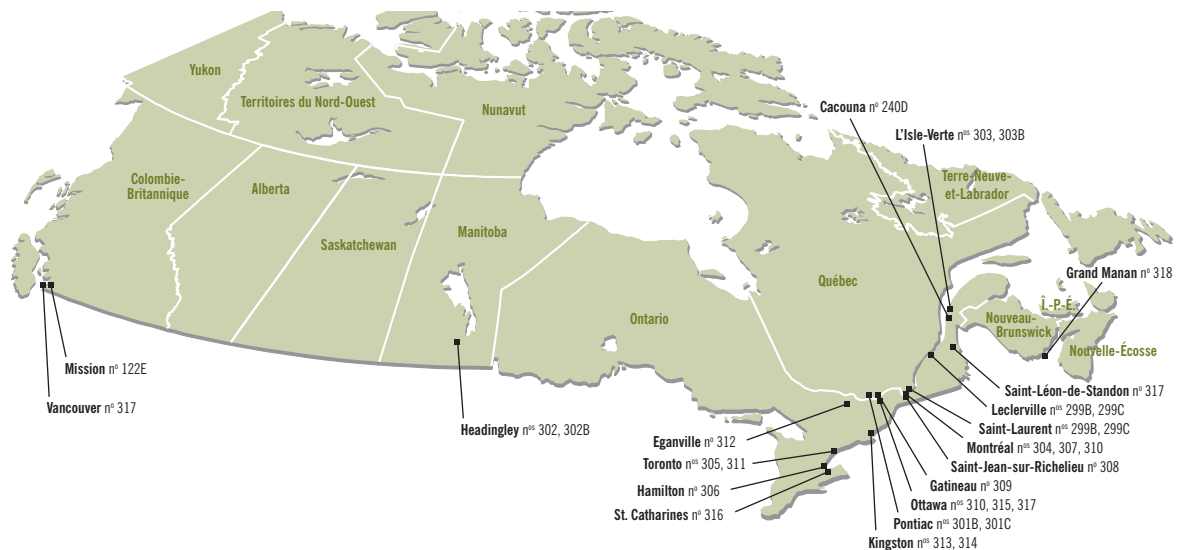 Yukon
Territoires du Nord-Ouest
Nunavut
Cacouna nº 240D
L'Isle-Verte nºs 303, 303B
Terre-Neuve-
et-Labrador
Colombie-
Britannique
Alberta
Saskatchewan
Manitoba
Ontario
Québec
Grand Manan nº 318
Î.-P.-É.
Nouveau-
Brunswick
Nouvelle-Écosse
Mission nº 122E
Vancouver nº 317
Headingley nºs 302, 302B
Saint-Léon-de-Standon nº 317
Leclerville nºs 299B, 299C
Saint-Laurent nºs 299B, 299C
Montréal nºs 304, 307, 310
Saint-Jean-sur-Richelieu nº 308
Gatineau nº 309
Ottawa nºs 310, 315, 317
Pontiac nºs 301B, 301C
Kingston nºs 313, 314
Eganville nº 312
Toronto nºs 305, 311
Hamilton nº 306
St. Catharines nº 316